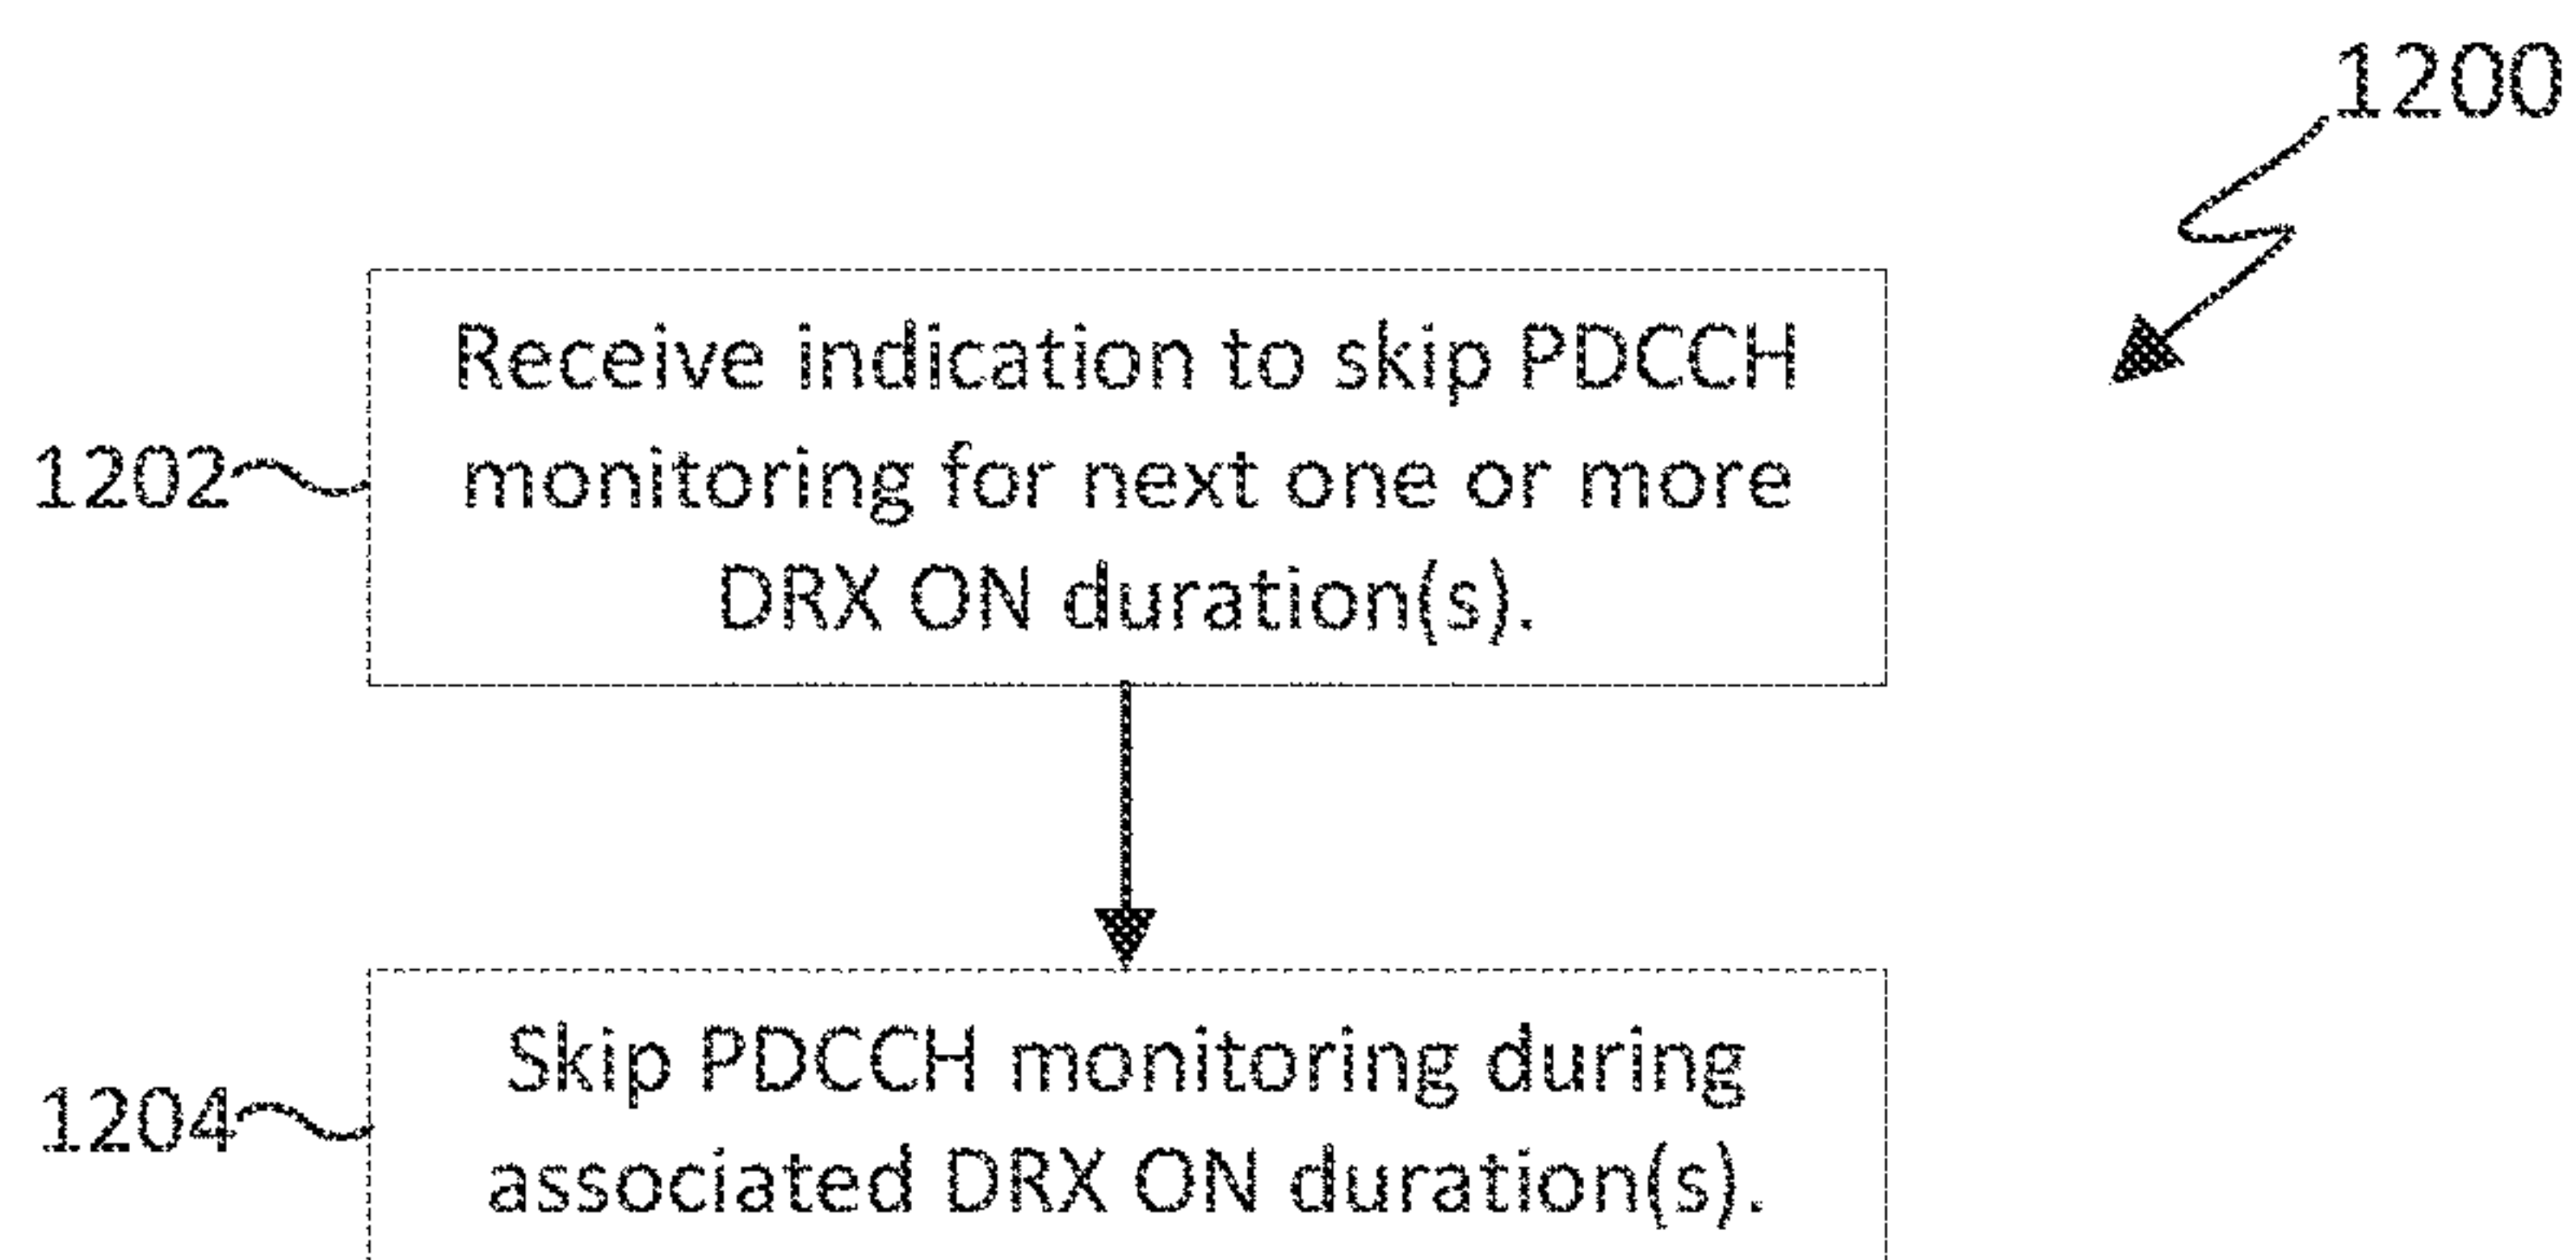 1200
Receive indication to skip PDCCH
1202
monitoring for next one or more
DRX ON duration(s).
Skip PDCCH monitoring during
1204
associated DRX ON duration(s).